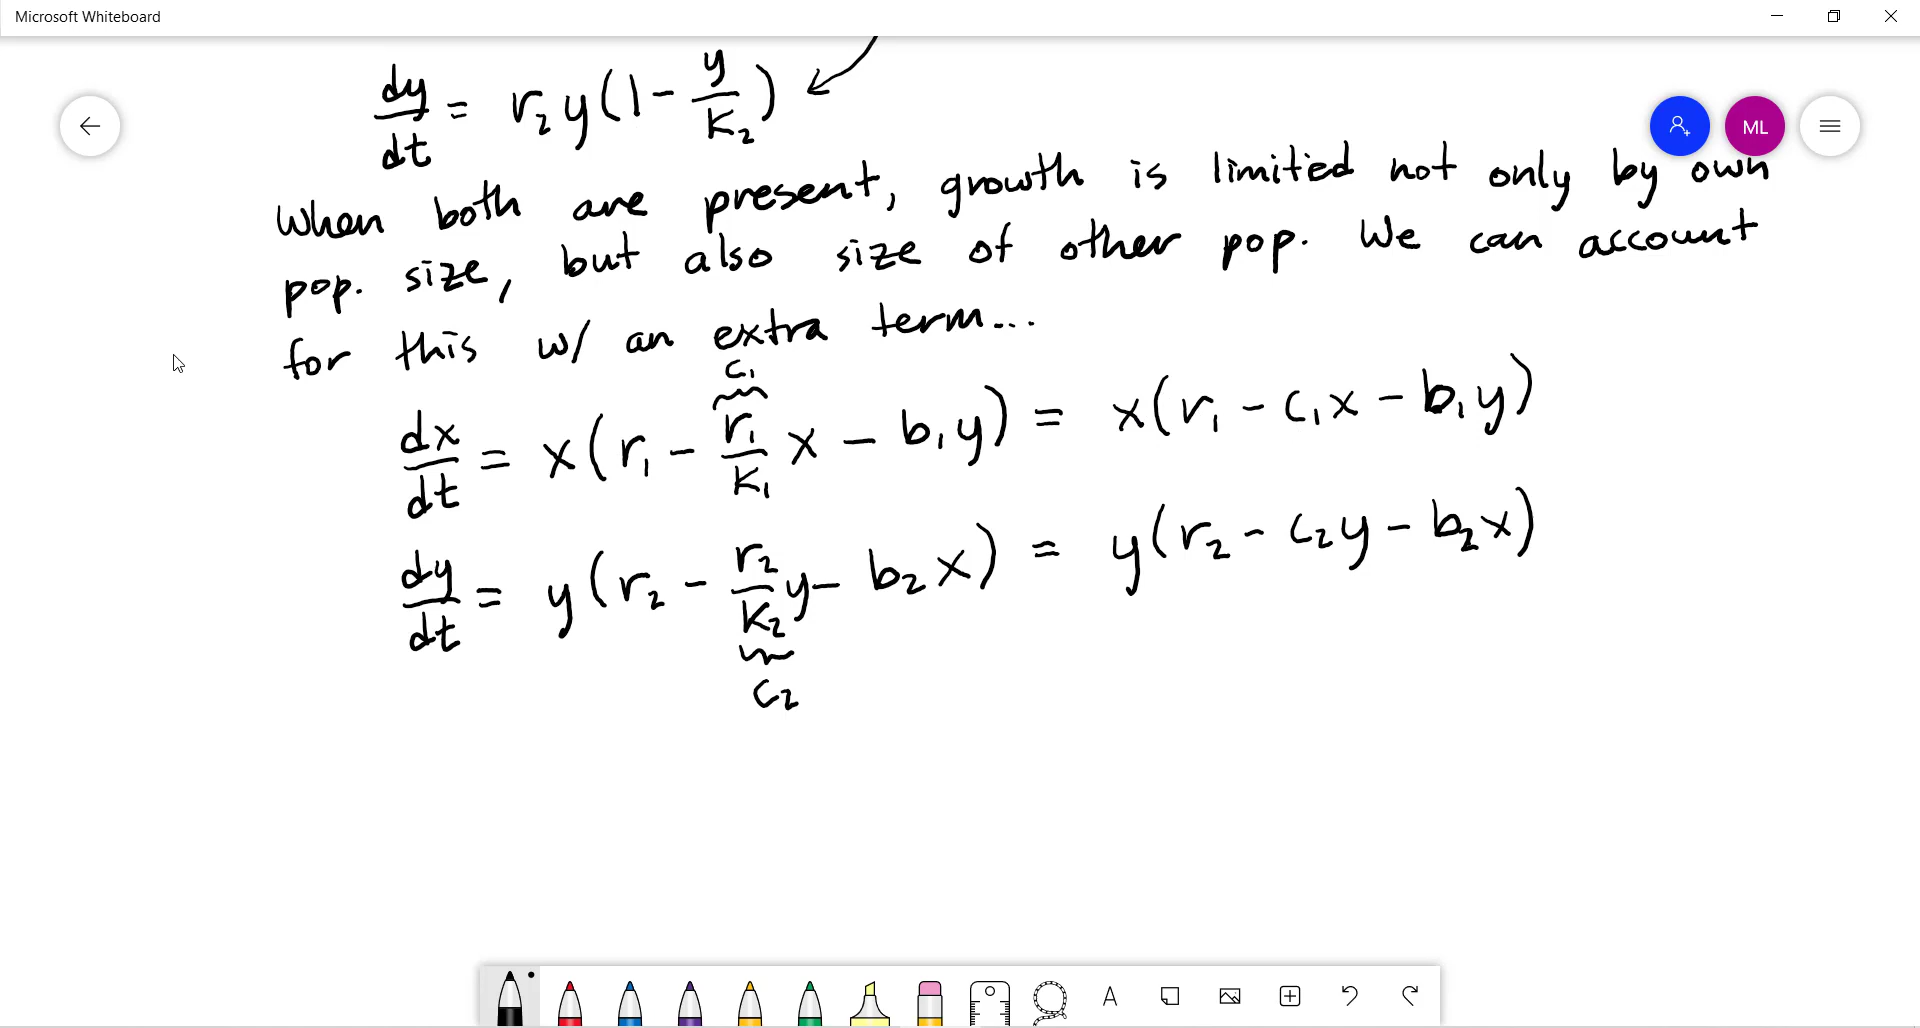 Microsoft Whiteboard
dy/dt = r₂y(1 - y/K₂)
ML
When both are present, growth is limited not only by own
pop. size, but also size of other pop. We can account
for this w/ an extra term...
c₁
dx/dt = x(r₁ - r₁/K₁ x - b₁y) = x(r₁ - c₁x - b₁y)
dy/dt = y(r₂ - r₂/K₂ y - b₂x) = y(r₂ - c₂y - b₂x)
c₂
A